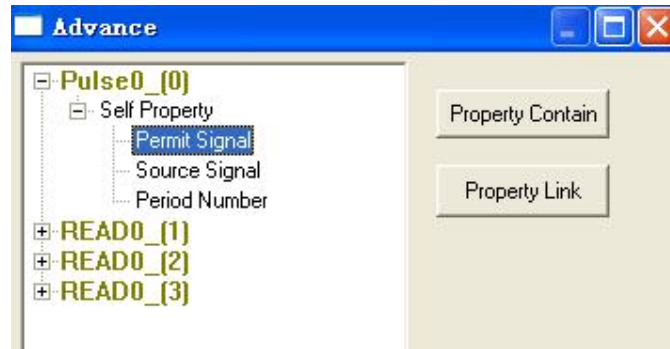 Advance
Pulse0_(0)
Self Property
Permit Signal
Source Signal
Period Number
READ0_(1)
READ0_(2)
READ0_(3)
Property Contain
Property Link